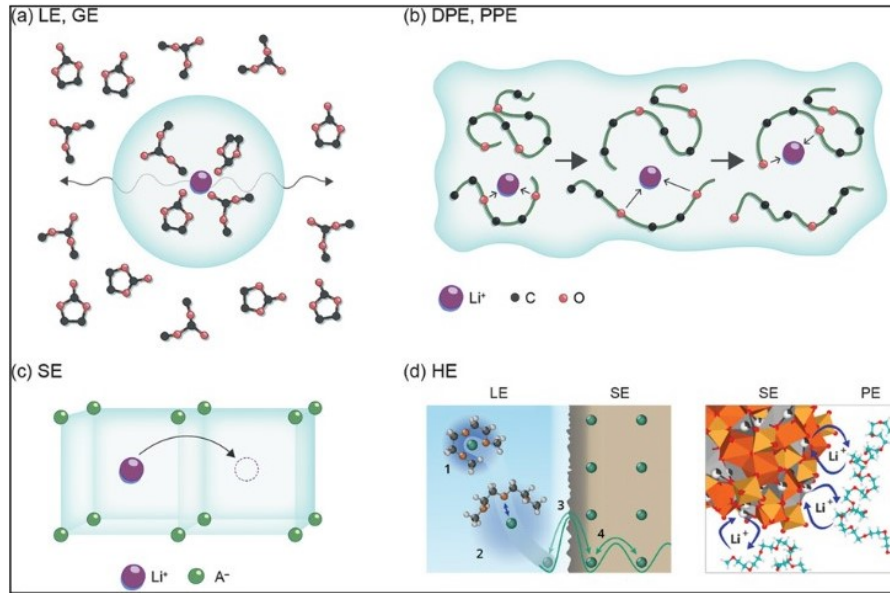 (a) LE, GE
(b) DPE, PPE
Li⁺ C O
(c) SE
Li⁺ A⁻
(d) HE
LE SE
1
2
3
4
SE PE
Li⁺
Li⁺
Li⁺